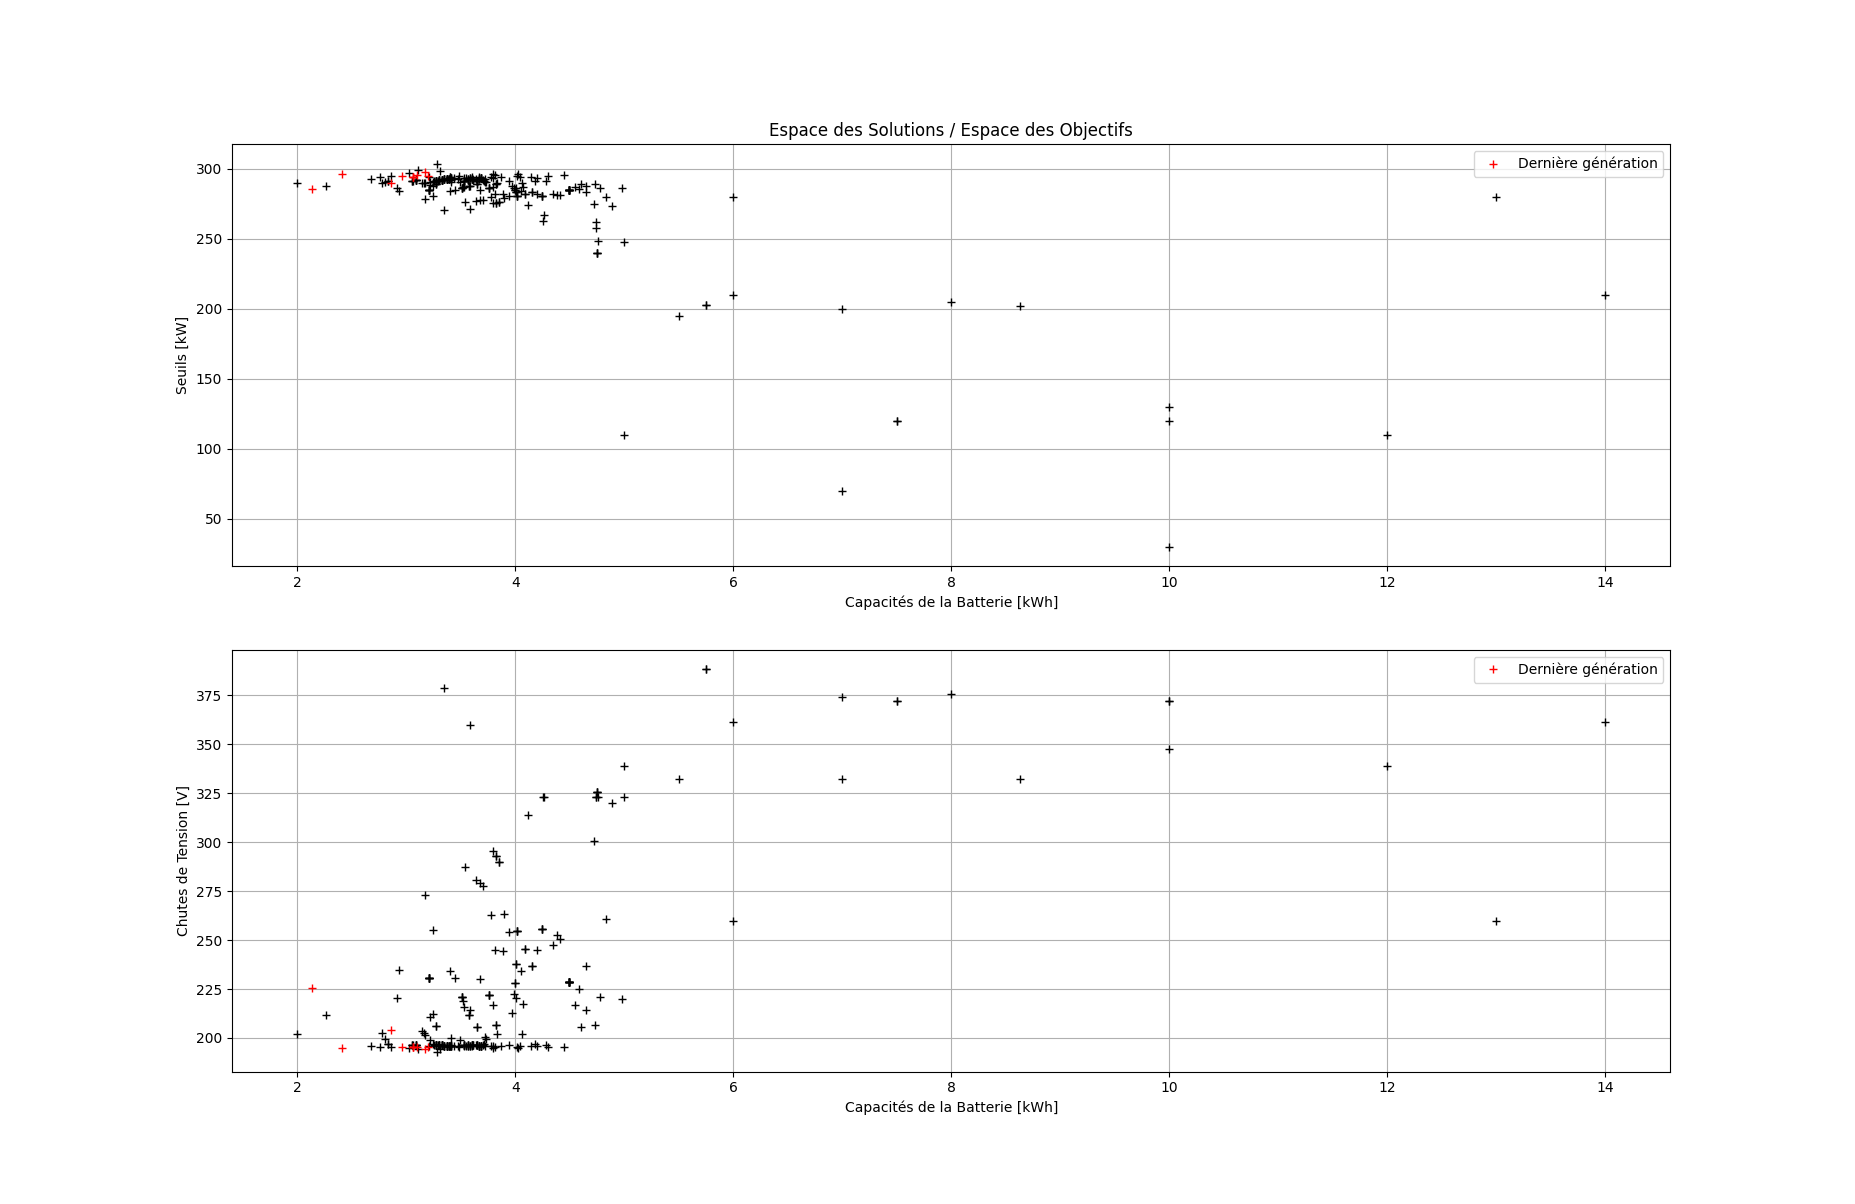 Espace des Solutions / Espace des Objectifs
Dernière génération
300
250
200
150
100
50
Seuils [kW]
2 4 6 8 10 12 14
Capacités de la Batterie [kWh]
Dernière génération
375
350
325
300
275
250
225
200
Chutes de Tension [V]
2 4 6 8 10 12 14
Capacités de la Batterie [kWh]